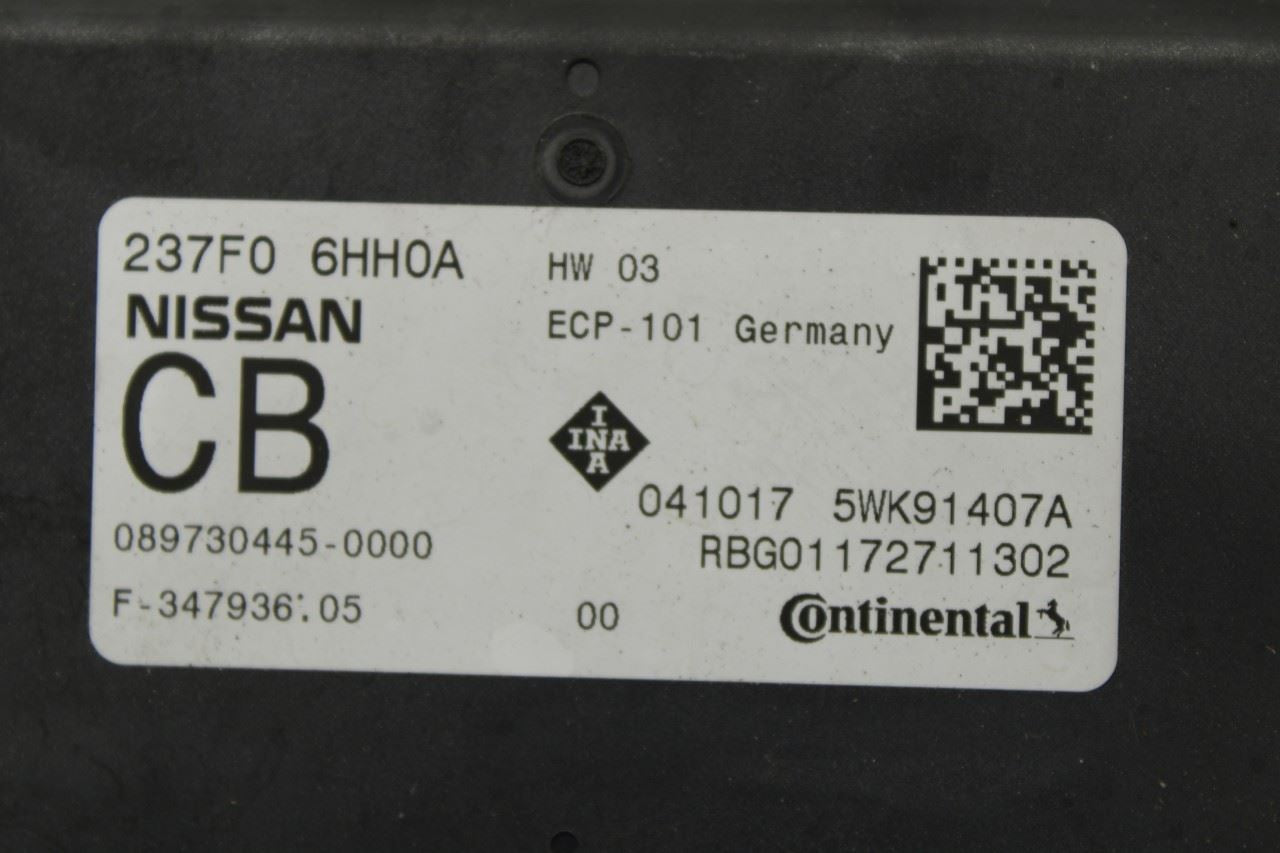 237F0 6HH0A
HW 03
NISSAN
ECP-101 Germany
CB
I
INA
A
041017 5WK91407A
089730445-0000
RBG01172711302
F-347936.05
00
Continental